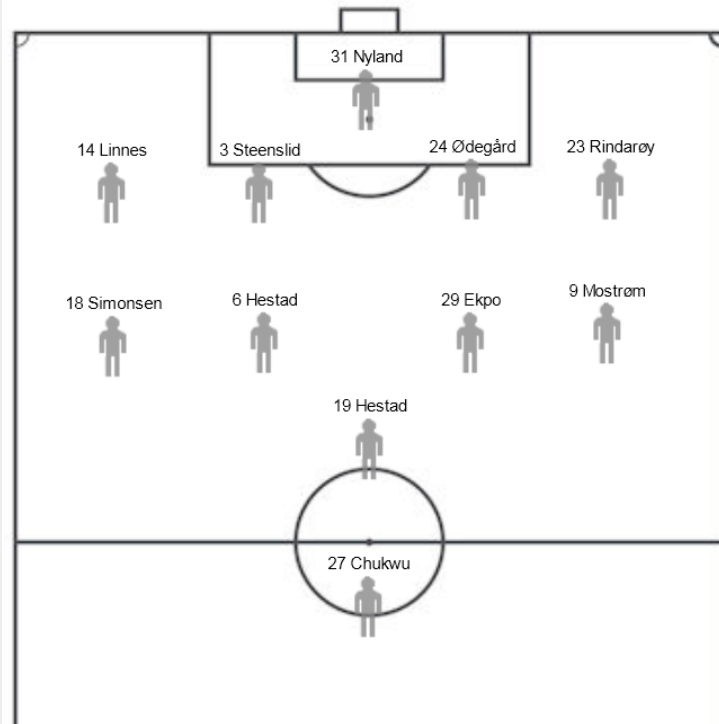 31 Nyland
14 Linnes
3 Steenslid
24 Ødegård
23 Rindarøy
18 Simonsen
6 Hestad
29 Ekpo
9 Mostrøm
19 Hestad
27 Chukwu